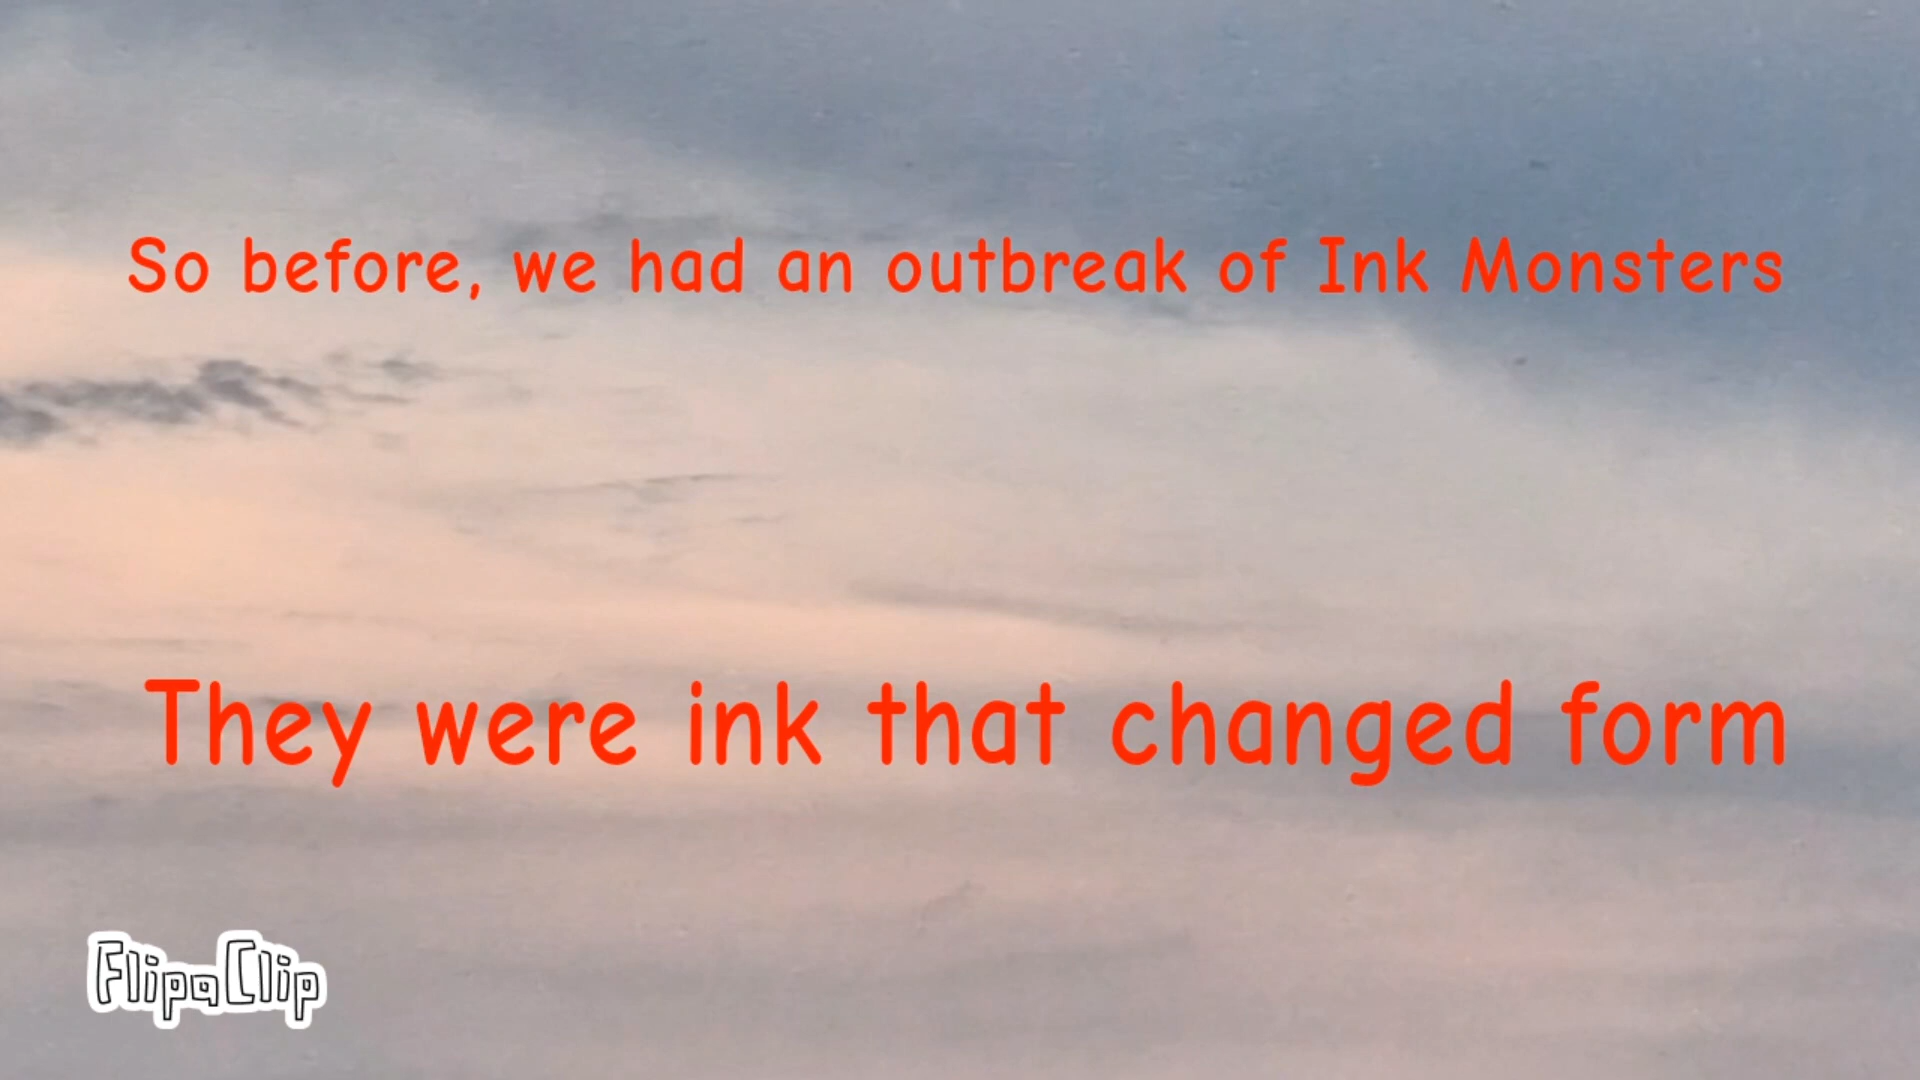 So before, we had an outbreak of Ink Monsters
They were ink that changed form
FlipaClip